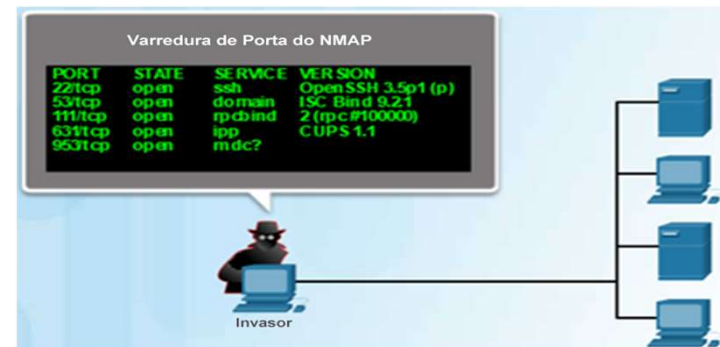 Varredura de Porta do NMAP
PORT STATE SERVICE VERSION
22/tcp open ssh OpenSSH 3.5p1 (p)
53/tcp open domain ISC Bind 9.2.1
111/tcp open rpcbind 2 (rpc #100000)
631/tcp open ipp CUPS 1.1
953/tcp open rndc?
Invasor